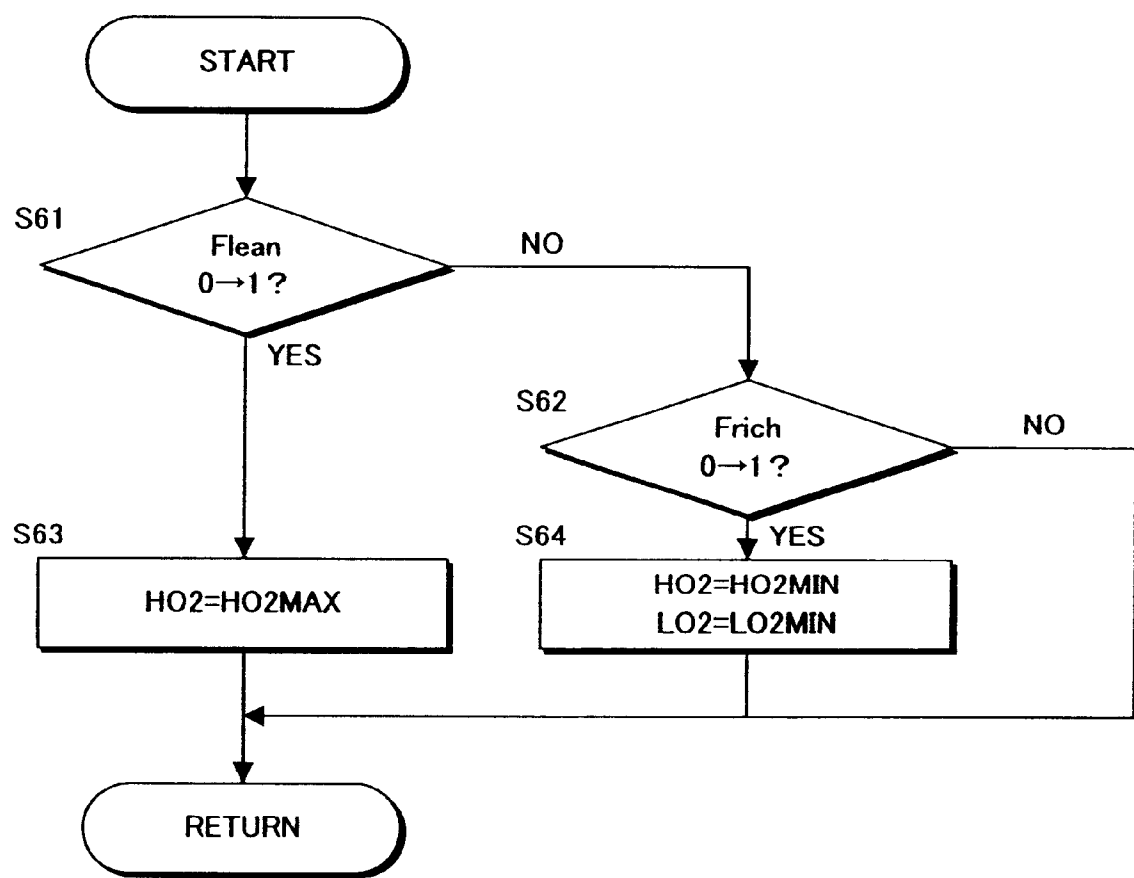 START
S61
Flean
0→1?
NO
YES
S62
Frich
0→1?
NO
YES
S63
HO2=HO2MAX
S64
HO2=HO2MIN
LO2=LO2MIN
RETURN